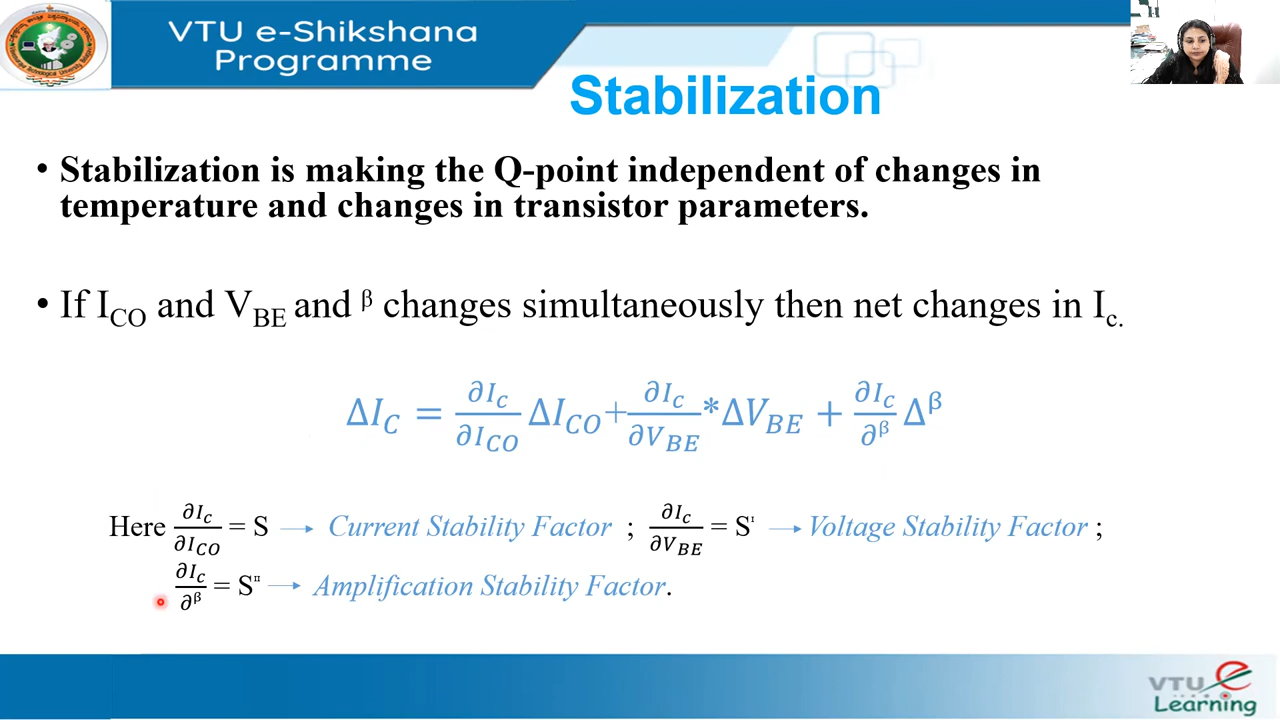 VTU e-Shikshana
Programme
Stabilization
• Stabilization is making the Q-point independent of changes in
temperature and changes in transistor parameters.
• If I_CO and V_BE and ᵝ changes simultaneously then net changes in I_c.
ΔI_C = ∂I_c/∂I_CO ΔI_CO+∂I_c/∂V_BE *ΔV_BE + ∂I_c/∂ᵝ Δᵝ
Here ∂I_c/∂I_CO = S → Current Stability Factor ; ∂I_c/∂V_BE = Sᴵ → Voltage Stability Factor ;
∂I_c/∂ᵝ = Sᴵᴵ → Amplification Stability Factor.
VTU e
Learning